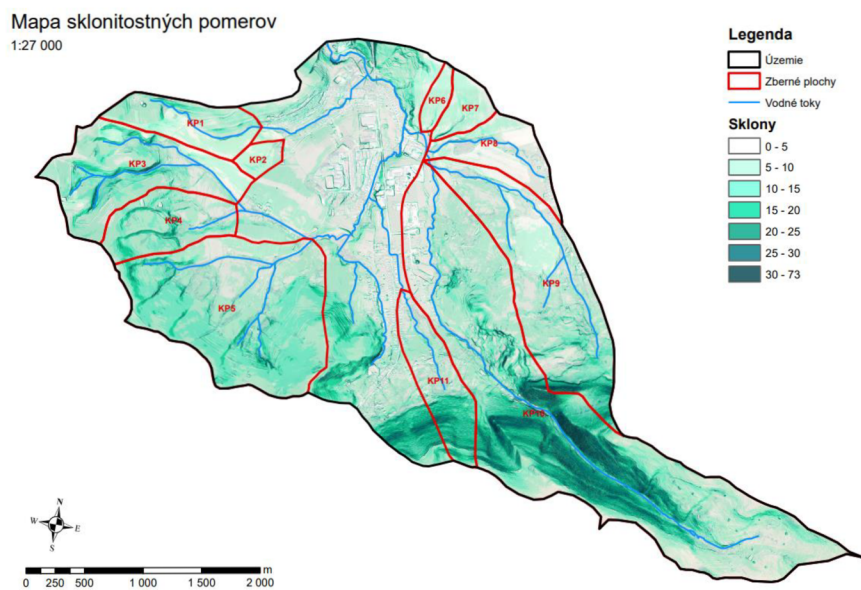 Mapa sklonitostných pomerov
1:27 000
Legenda
Územie
Zberné plochy
Vodné toky
Sklony
0 - 5
5 - 10
10 - 15
15 - 20
20 - 25
25 - 30
30 - 73
KP6
KP7
KP1
KP8
KP2
KP3
KP4
KP9
KP5
KP11
KP10
N
W
E
S
m
0 250 500 1 000 1 500 2 000